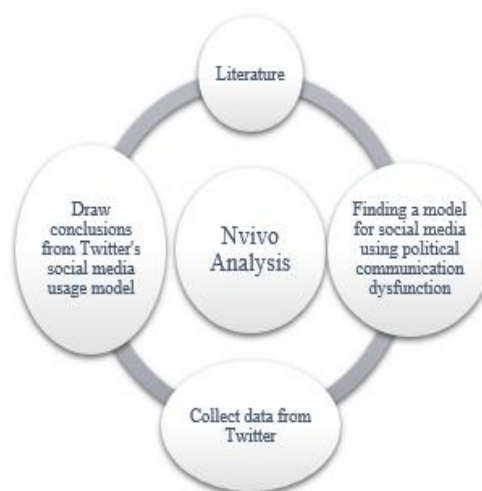 Literature
Draw
conclusions
from Twitter's
social media
usage model
Nvivo
Analysis
Finding a model
for social media
using political
communication
dysfunction
Collect data from
Twitter